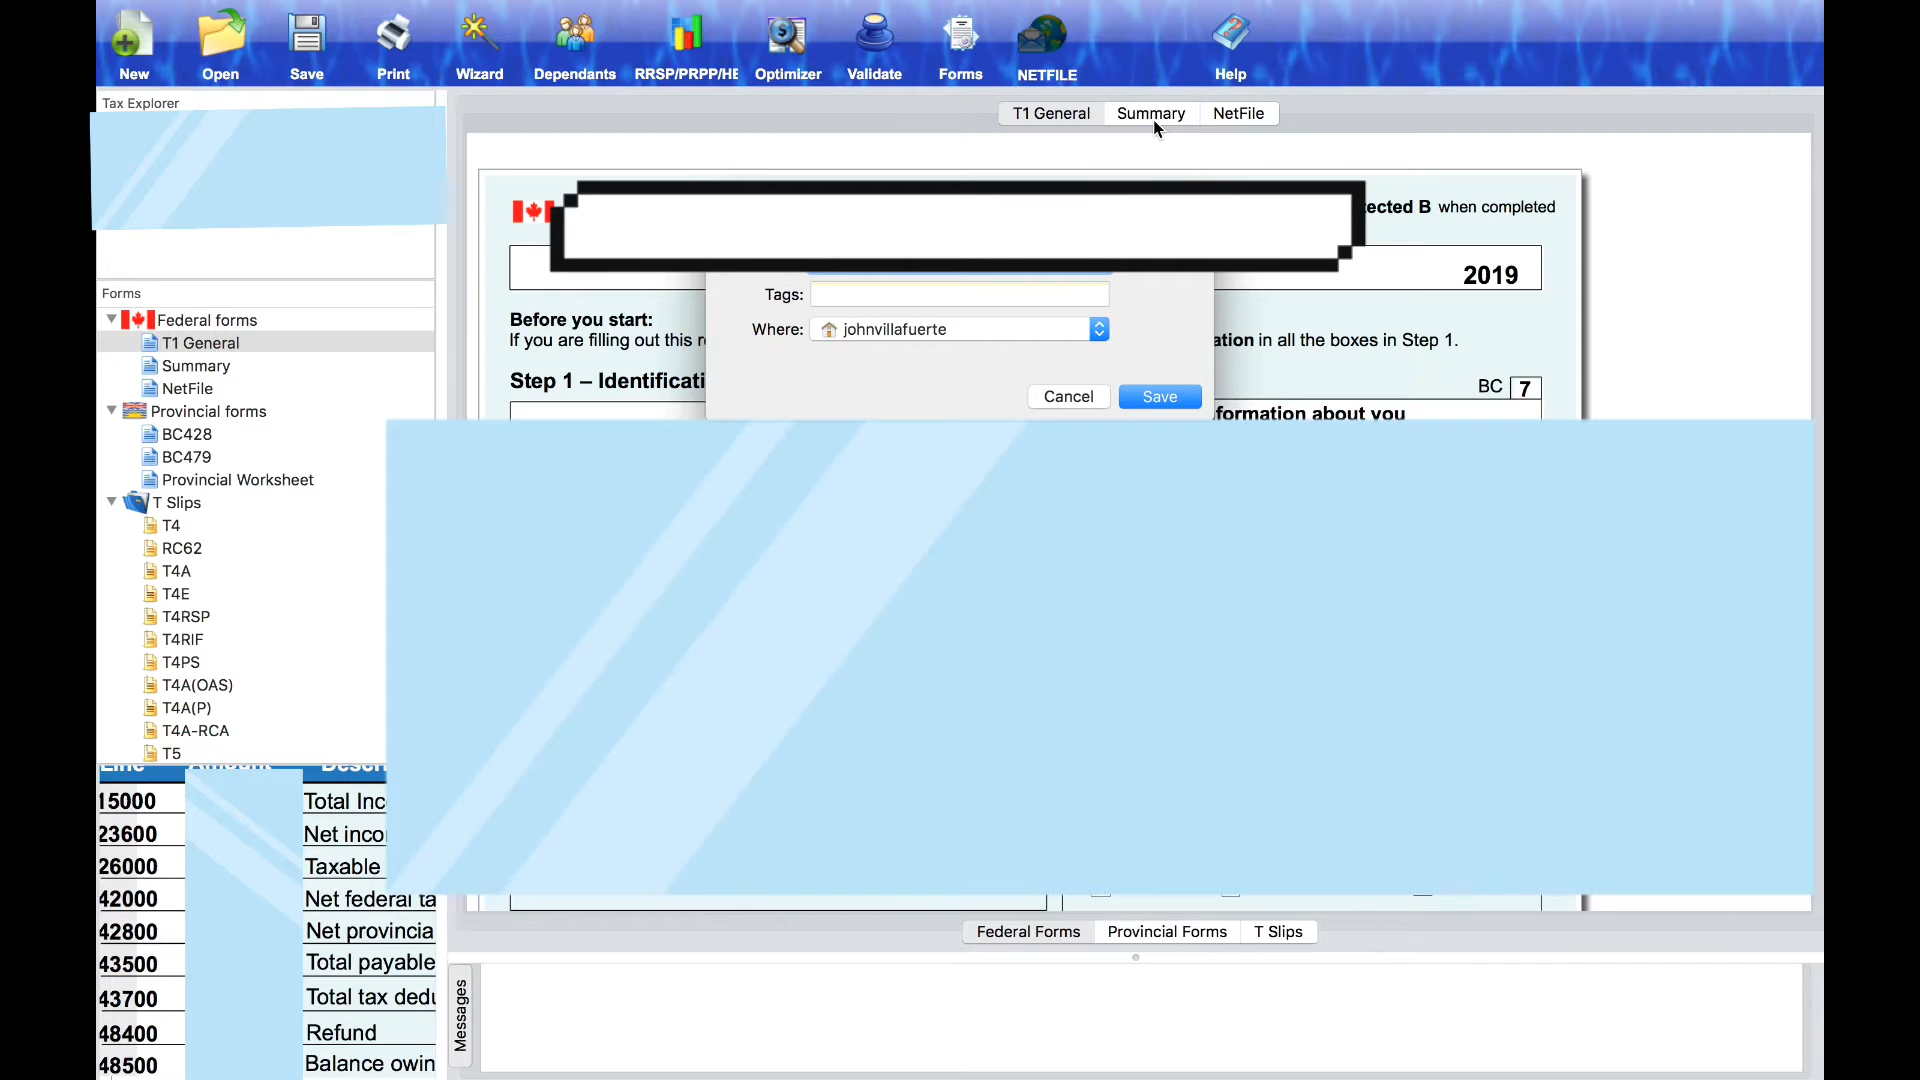 New
Open
Save
Print
Wizard
Dependants
RRSP/PRPP/HE
Optimizer
Validate
Forms
NETFILE
Help
Tax Explorer
T1 General
Summary
NetFile
ected B when completed
2019
Tags:
Where: johnvillafuerte
Before you start:
If you are filling out this r
ation in all the boxes in Step 1.
Step 1 – Identificati
BC 7
Cancel
Save
formation about you
Forms
Federal forms
T1 General
Summary
NetFile
Provincial forms
BC428
BC479
Provincial Worksheet
T Slips
T4
RC62
T4A
T4E
T4RSP
T4RIF
T4PS
T4A(OAS)
T4A(P)
T4A-RCA
T5
Line Amount Descri
15000 Total Inc
23600 Net inco
26000 Taxable
42000 Net federal ta
42800 Net provincia
43500 Total payable
43700 Total tax dedu
48400 Refund
48500 Balance owin
Federal Forms
Provincial Forms
T Slips
Messages